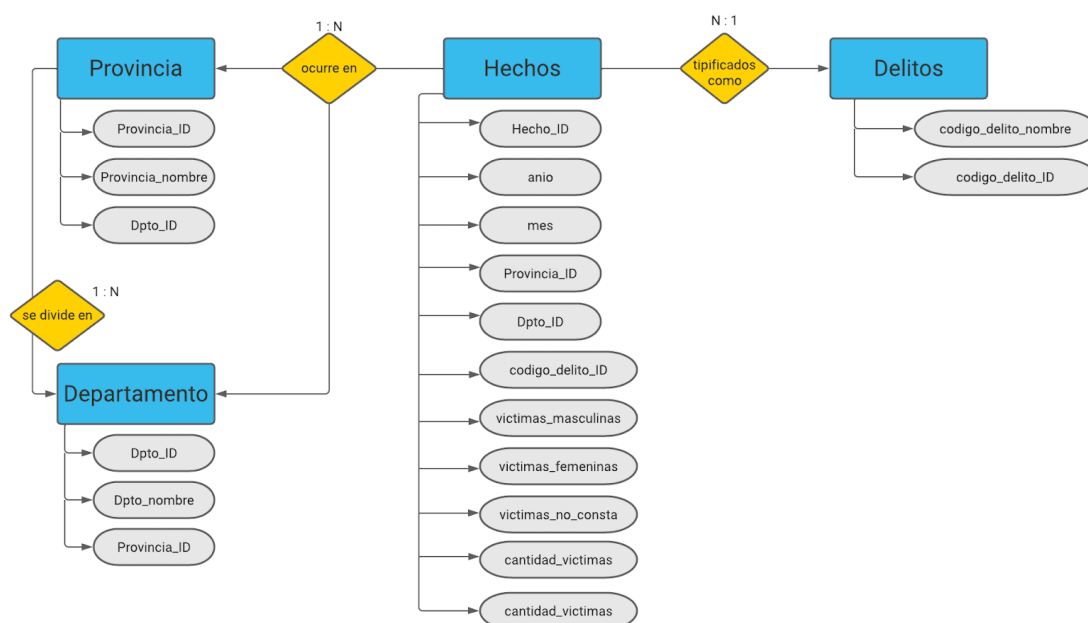 1 : N
N : 1
Provincia
ocurre en
Hechos
tipificados
como
Delitos
Provincia_ID
Provincia_nombre
Dpto_ID
Hecho_ID
anio
mes
Provincia_ID
Dpto_ID
codigo_delito_ID
victimas_masculinas
victimas_femeninas
victimas_no_consta
cantidad_victimas
cantidad_victimas
codigo_delito_nombre
codigo_delito_ID
1 : N
se divide en
Departamento
Dpto_ID
Dpto_nombre
Provincia_ID